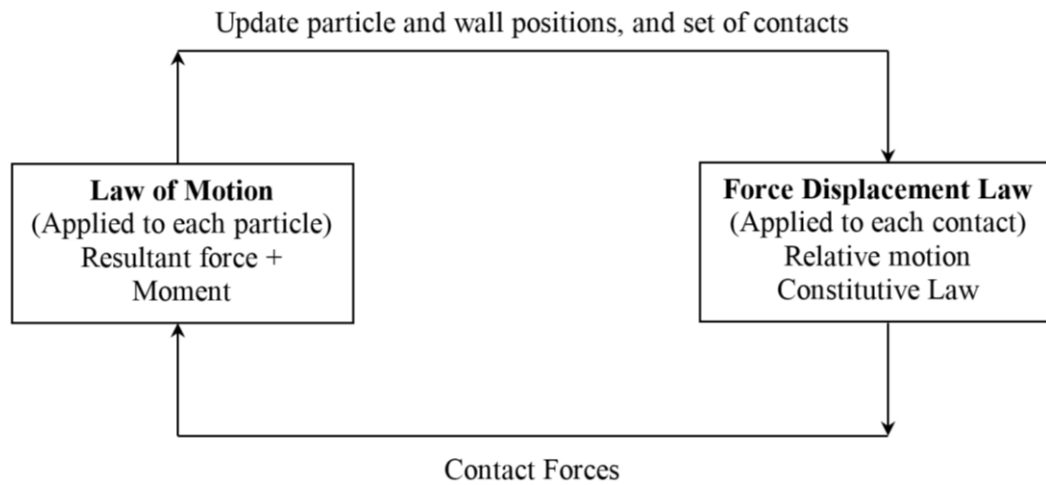 Update particle and wall positions, and set of contacts
Law of Motion
(Applied to each particle)
Resultant force +
Moment
Force Displacement Law
(Applied to each contact)
Relative motion
Constitutive Law
Contact Forces